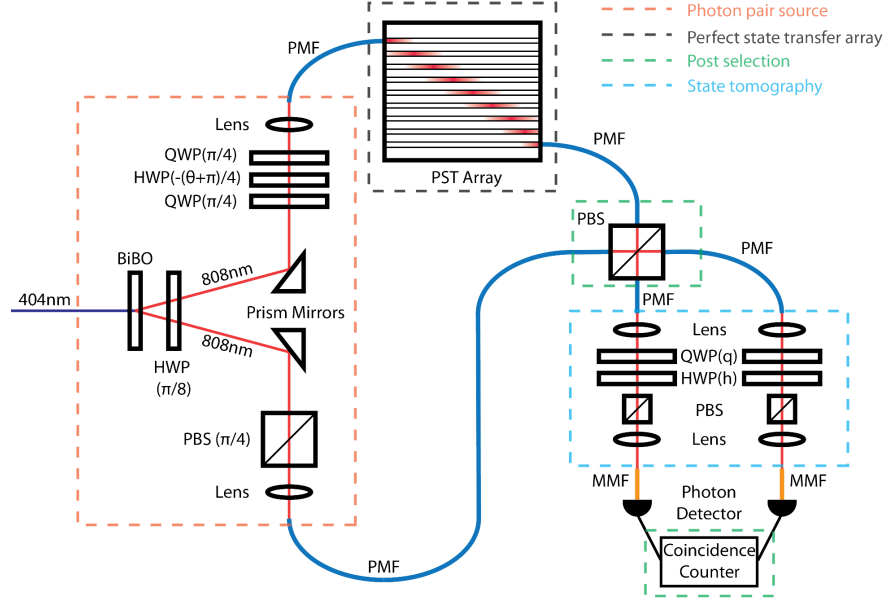 Photon pair source
Perfect state transfer array
Post selection
State tomography
PMF
Lens
QWP(π/4)
HWP(-(θ+π)/4)
QWP(π/4)
PST Array
PMF
PBS
BiBO
808nm
404nm
Prism Mirrors
808nm
HWP
(π/8)
PMF
PMF
Lens
QWP(q)
HWP(h)
PBS
Lens
PBS (π/4)
Lens
MMF
MMF
Photon
Detector
PMF
Coincidence
Counter